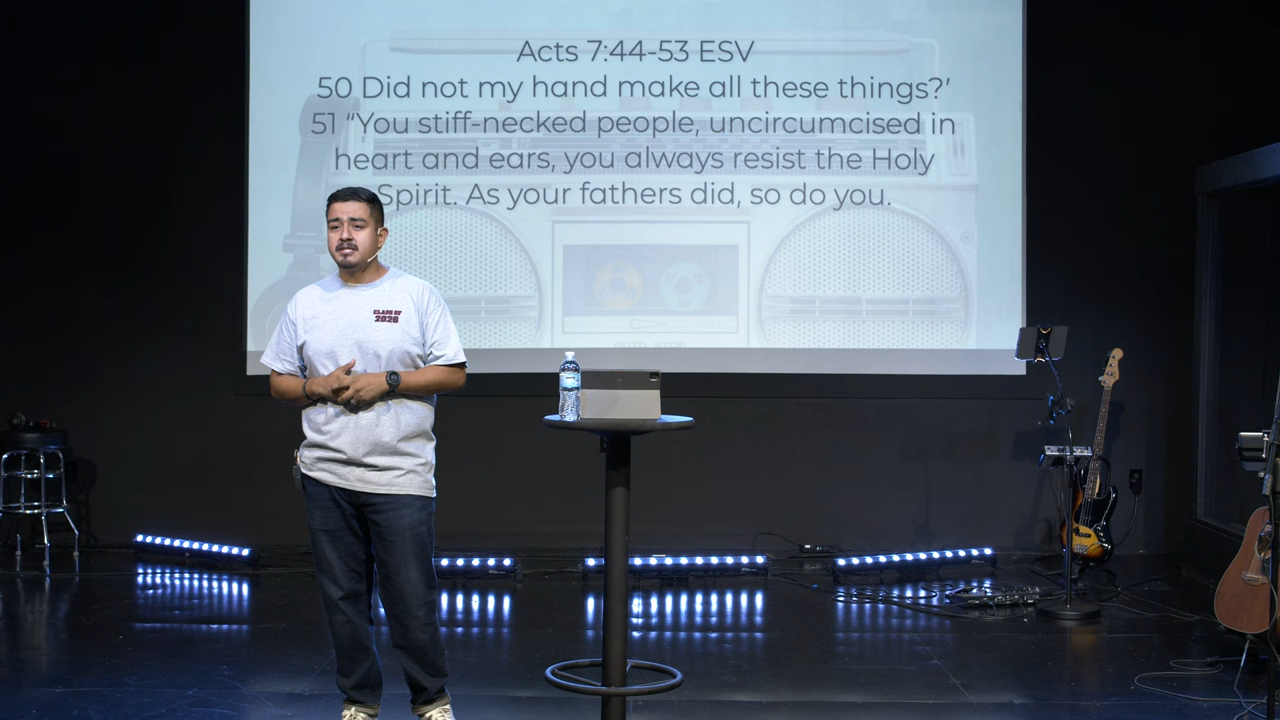 Acts 7:44-53 ESV
50 Did not my hand make all these things?’
51 “You stiff-necked people, uncircumcised in
heart and ears, you always resist the Holy
Spirit. As your fathers did, so do you.
AUTO STOP
CLASS OF
2026